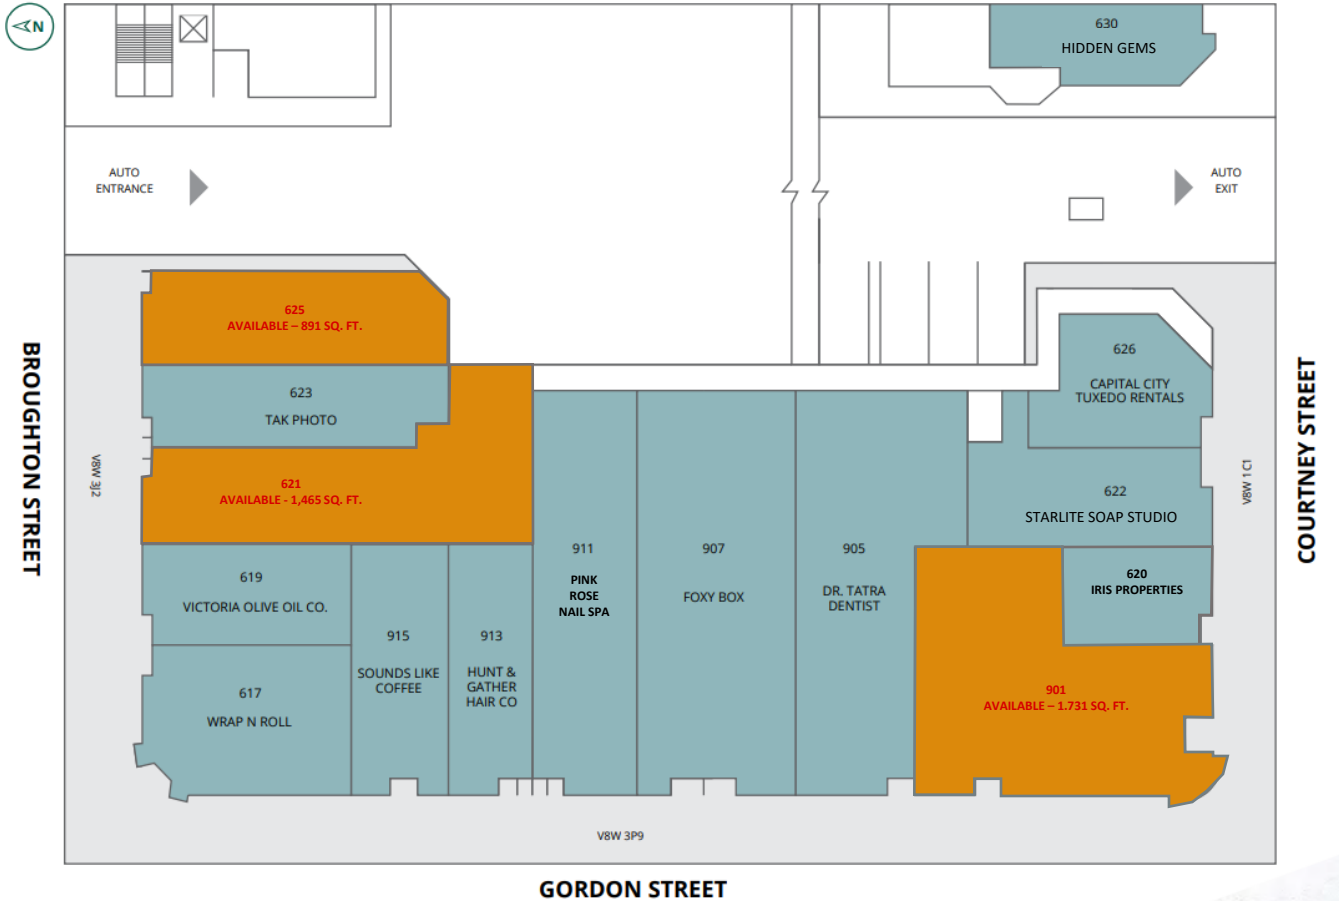 N
630
HIDDEN GEMS
AUTO
ENTRANCE
AUTO
EXIT
625
AVAILABLE – 891 SQ. FT.
623
TAK PHOTO
626
CAPITAL CITY
TUXEDO RENTALS
BROUGHTON STREET
V8W 3J2
621
AVAILABLE - 1,465 SQ. FT.
622
STARLITE SOAP STUDIO
V8W 1 C1
COURTNEY STREET
619
VICTORIA OLIVE OIL CO.
911
PINK
ROSE
NAIL SPA
907
FOXY BOX
905
DR. TATRA
DENTIST
620
IRIS PROPERTIES
915
SOUNDS LIKE
COFFEE
913
HUNT &
GATHER
HAIR CO
617
WRAP N ROLL
901
AVAILABLE – 1.731 SQ. FT.
V8W 3P9
GORDON STREET